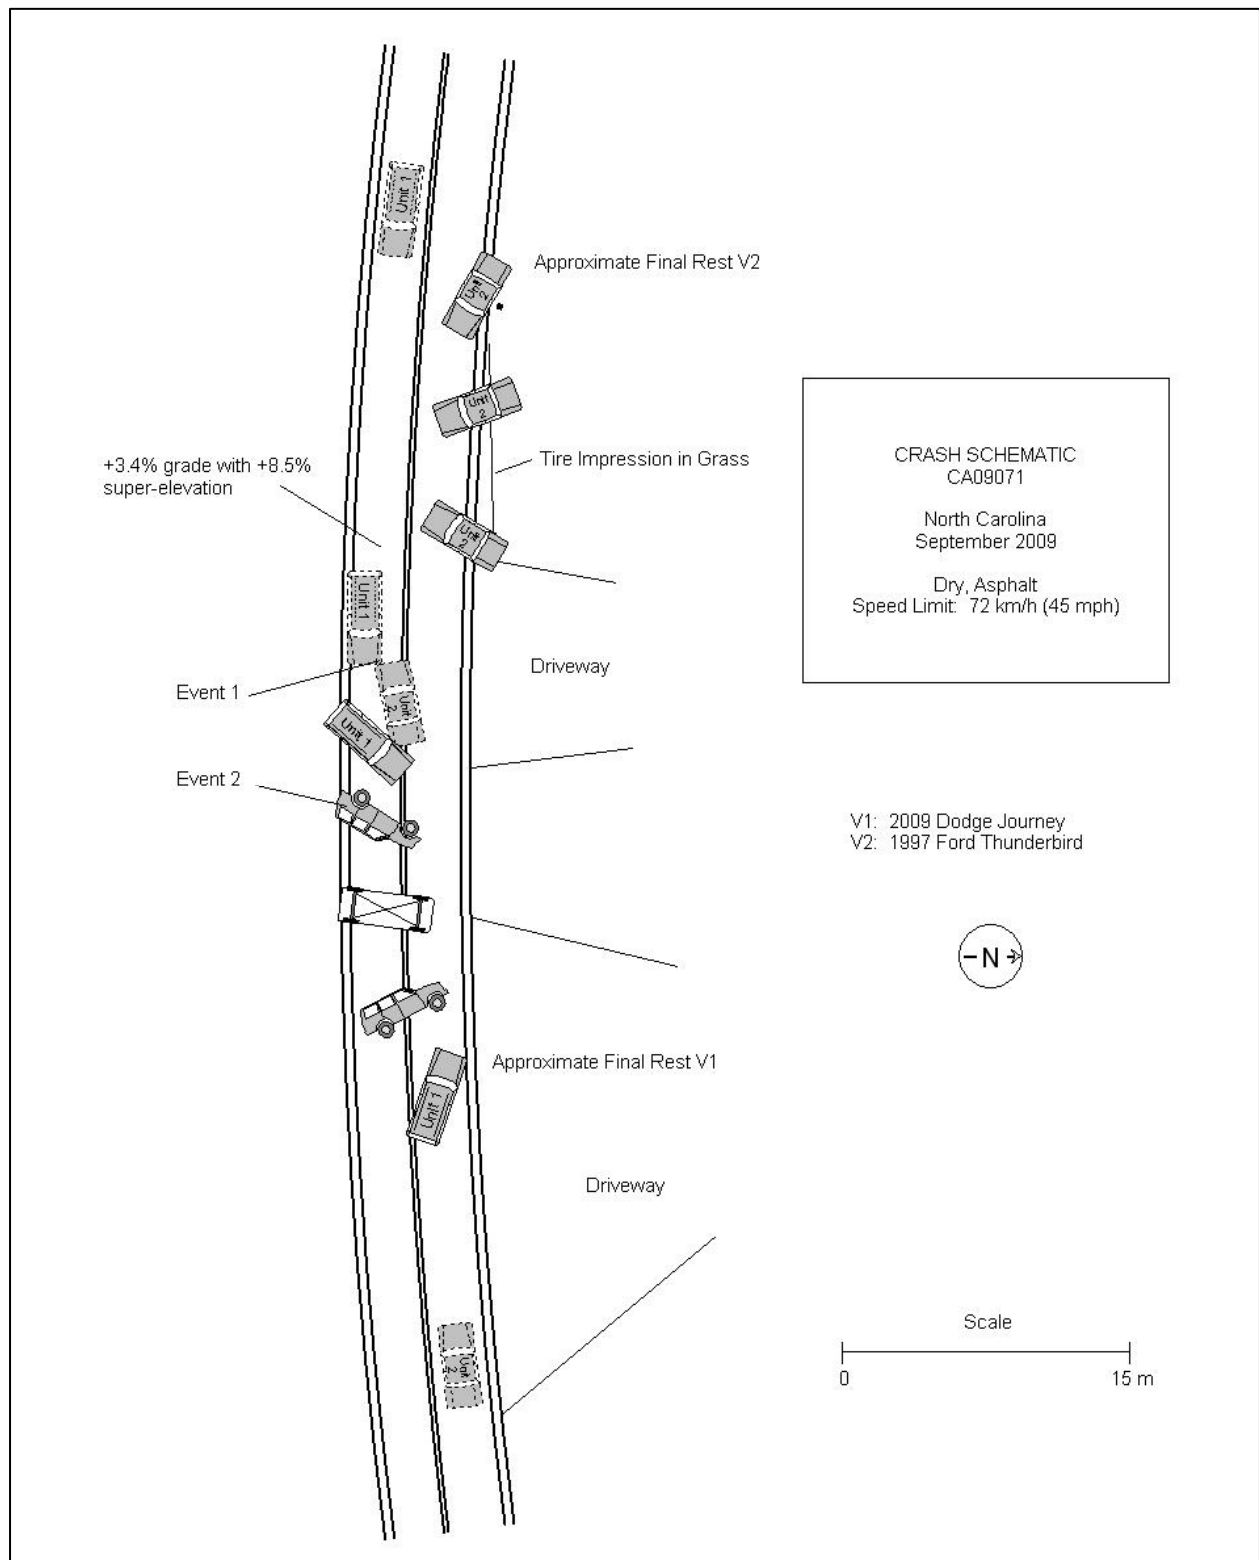 Unit 1
Approximate Final Rest V2
Unit
2
Unit
2
+3.4% grade with +8.5%
super-elevation
Tire Impression in Grass
CRASH SCHEMATIC
CA09071
North Carolina
September 2009
Dry, Asphalt
Speed Limit:  72 km/h (45 mph)
Unit
2
Unit 1
Driveway
Event 1
Unit
2
Unit 1
Event 2
V1:  2009 Dodge Journey
V2:  1997 Ford Thunderbird
N
Approximate Final Rest V1
Unit 1
Driveway
Scale
Unit
2
0
15 m